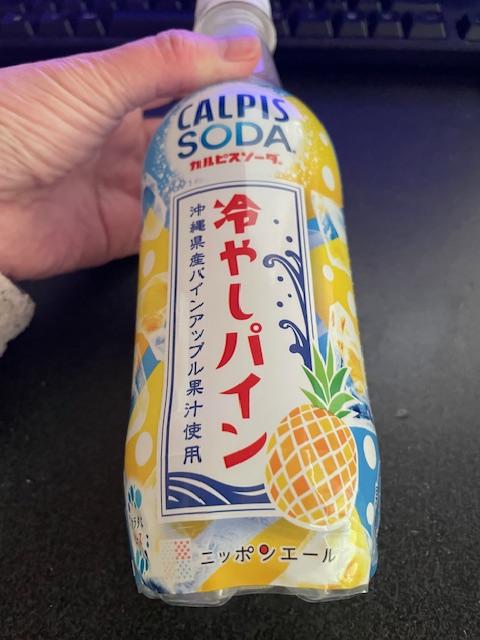 CALPIS
SODA
カルピスソーダ
冷やしパイン
沖縄県産パインアップル果汁使用
ニッポンエール